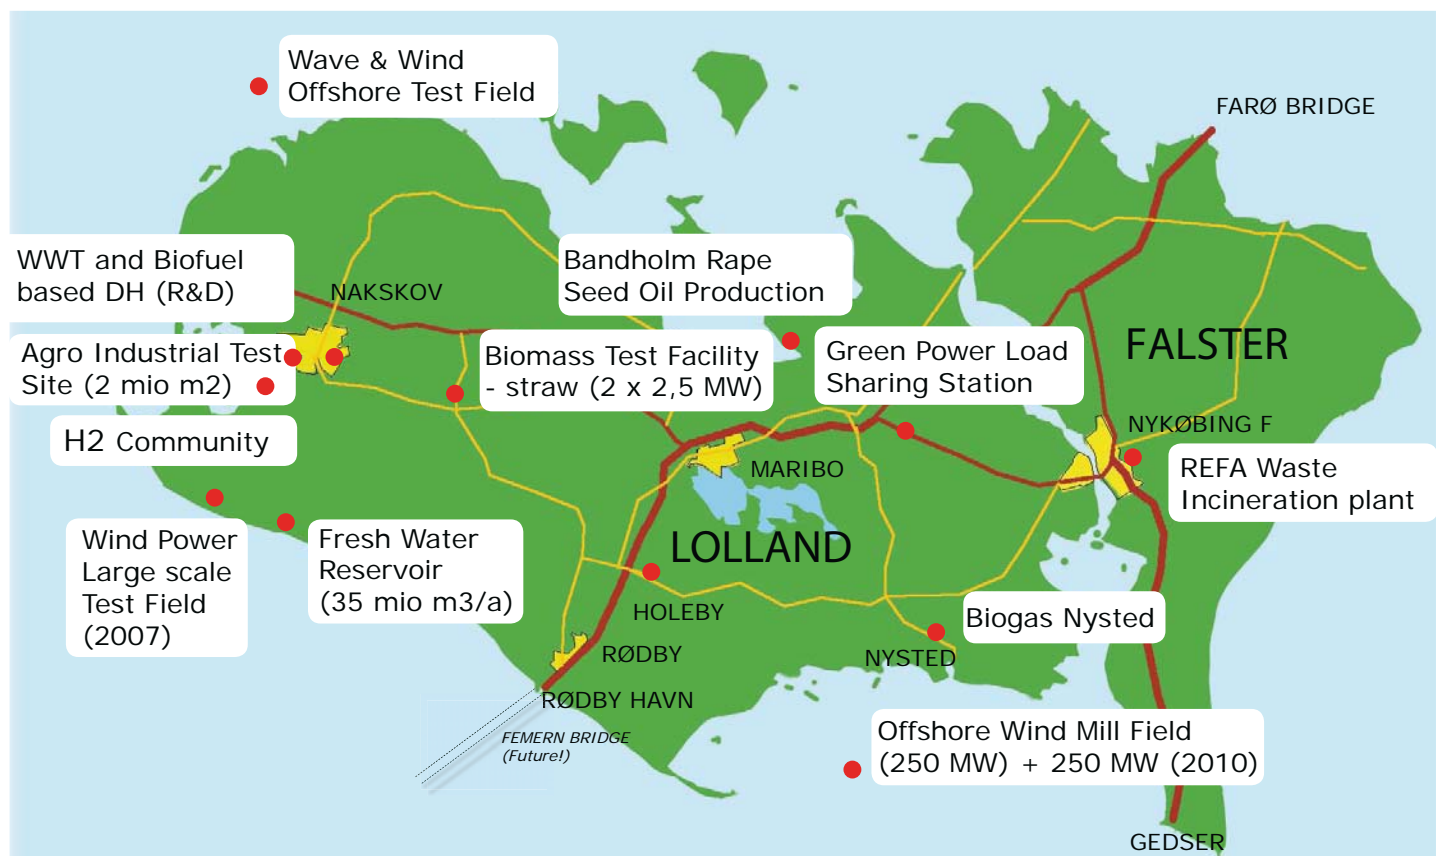 Wave & Wind
Offshore Test Field
FARØ BRIDGE
WWT and Biofuel
based DH (R&D)
NAKSKOV
Bandholm Rape
Seed Oil Production
Agro Industrial Test
Site (2 mio m2)
Biomass Test Facility
- straw (2 x 2,5 MW)
Green Power Load
Sharing Station
FALSTER
H2 Community
MARIBO
NYKØBING F
REFA Waste
Incineration plant
Wind Power
Large scale
Test Field
(2007)
Fresh Water
Reservoir
(35 mio m3/a)
LOLLAND
HOLEBY
Biogas Nysted
RØDBY
NYSTED
RØDBY HAVN
FEMERN BRIDGE
(Future!)
Offshore Wind Mill Field
(250 MW) + 250 MW (2010)
GEDSER